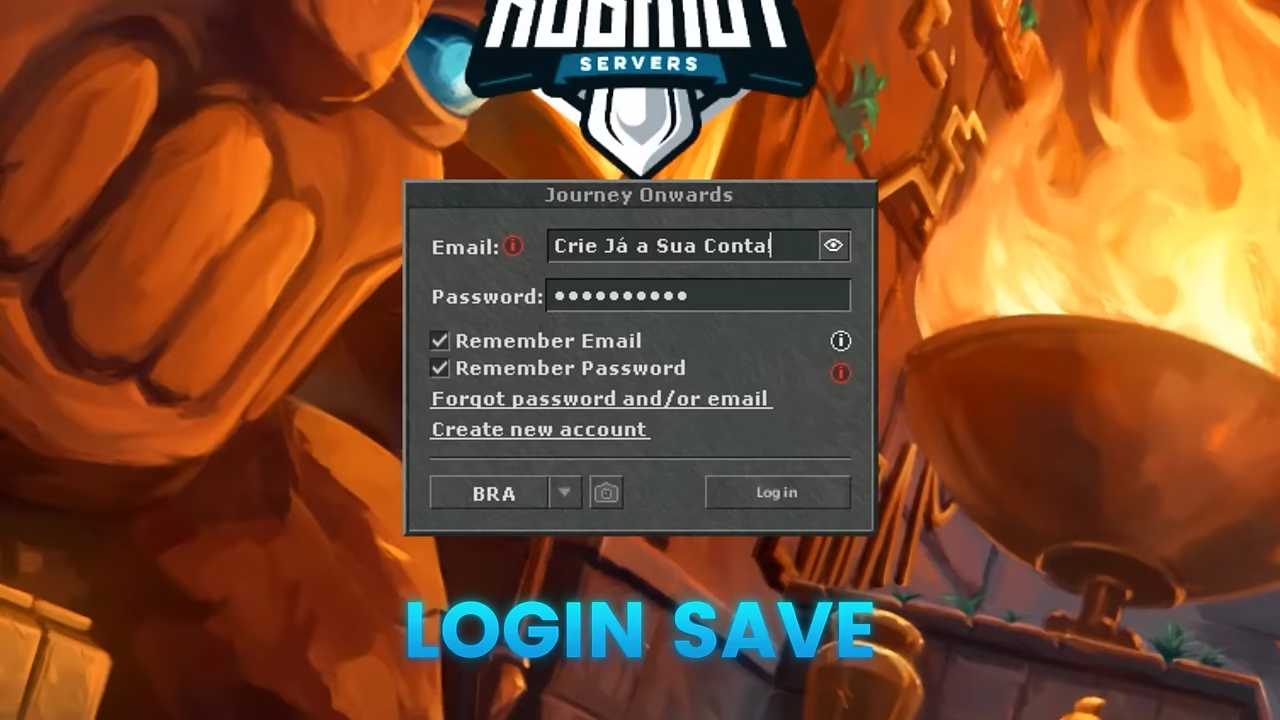 SERVERS
Journey Onwards
Email:
Crie Já a Sua Conta!
Password:
Remember Email
Remember Password
Forgot password and/or email
Create new account
BRA
Log in
LOGIN SAVE